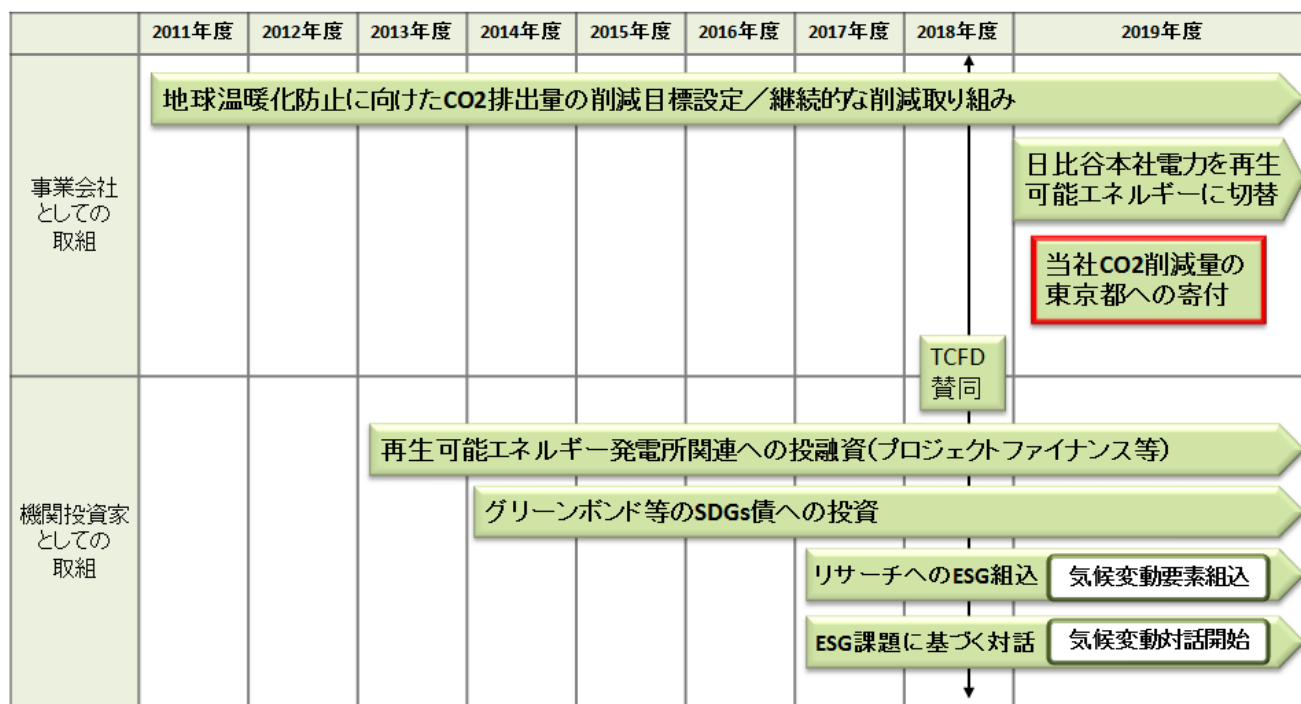 2011年度 2012年度 2013年度 2014年度 2015年度 2016年度 2017年度 2018年度 2019年度
事業会社
としての
取組
地球温暖化防止に向けたCO2排出量の削減目標設定／継続的な削減取り組み
日比谷本社電力を再生
可能エネルギーに切替
当社CO2削減量の
東京都への寄付
TCFD
賛同
機関投資家
としての
取組
再生可能エネルギー発電所関連への投融資(プロジェクトファイナンス等)
グリーンボンド等のSDGs債への投資
リサーチへのESG組込 気候変動要素組込
ESG課題に基づく対話 気候変動対話開始